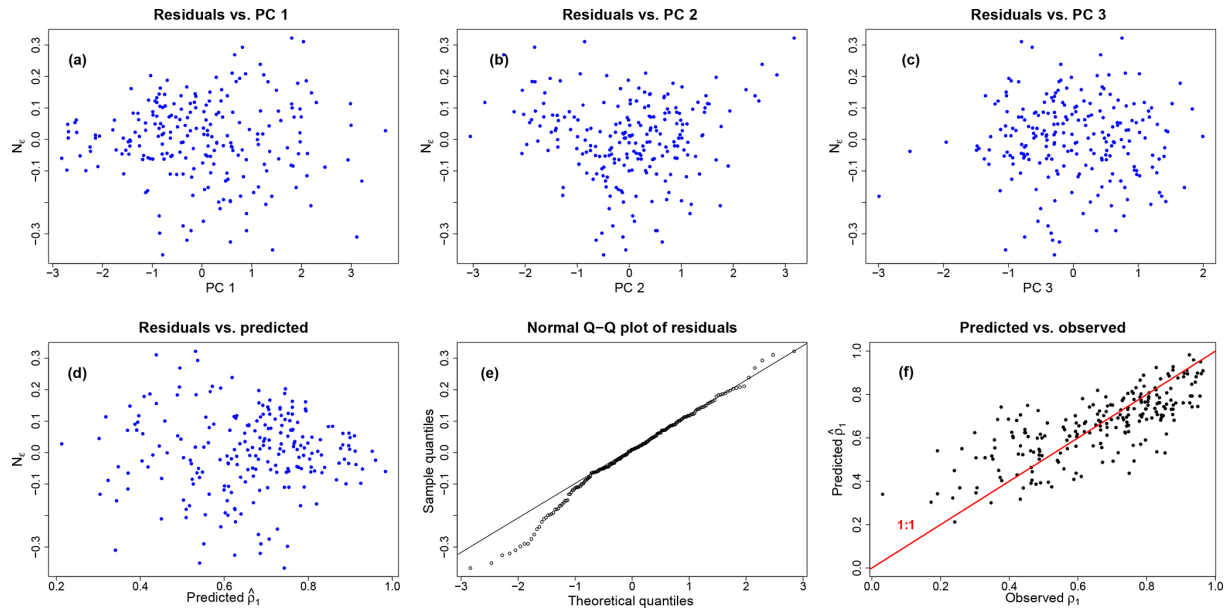 Residuals vs. PC 1
(a)
0.3
0.2
0.1
0.0
−0.1
−0.3
Nε
−3 −2 −1 0 1 2 3
PC 1
Residuals vs. PC 2
(b)
0.3
0.2
0.1
0.0
−0.1
−0.3
Nε
−3 −2 −1 0 1 2 3
PC 2
Residuals vs. PC 3
(c)
0.3
0.2
0.1
0.0
−0.1
−0.3
Nε
−3 −2 −1 0 1 2
PC 3
Residuals vs. predicted
(d)
0.3
0.2
0.1
0.0
−0.1
−0.3
Nε
0.2 0.4 0.6 0.8 1.0
Predicted ρ̂1
Normal Q−Q plot of residuals
(e)
0.3
0.2
0.1
0.0
−0.1
−0.3
Sample quantiles
−3 −2 −1 0 1 2 3
Theoretical quantiles
Predicted vs. observed
(f)
1.0
0.8
0.6
0.4
0.2
0.0
Predicted ρ̂1
1:1
0.0 0.2 0.4 0.6 0.8 1.0
Observed ρ1